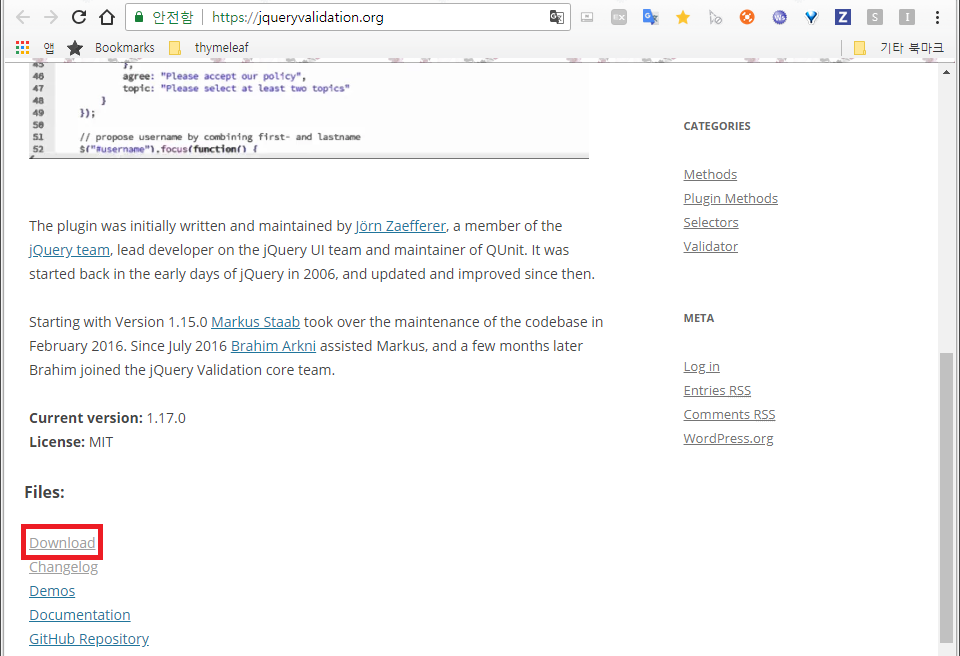 안전함 https://jqueryvalidation.org
앱 Bookmarks thymeleaf 기타 북마크
45 },
46 agree: "Please accept our policy",
47 topic: "Please select at least two topics"
48 }
49 });
50
51 // propose username by combining first- and lastname
52 $("#username").focus(function() {
The plugin was initially written and maintained by Jörn Zaefferer, a member of the
jQuery team, lead developer on the jQuery UI team and maintainer of QUnit. It was
started back in the early days of jQuery in 2006, and updated and improved since then.
Starting with Version 1.15.0 Markus Staab took over the maintenance of the codebase in
February 2016. Since July 2016 Brahim Arkni assisted Markus, and a few months later
Brahim joined the jQuery Validation core team.
Current version: 1.17.0
License: MIT
Files:
Download
Changelog
Demos
Documentation
GitHub Repository
CATEGORIES
Methods
Plugin Methods
Selectors
Validator
META
Log in
Entries RSS
Comments RSS
WordPress.org